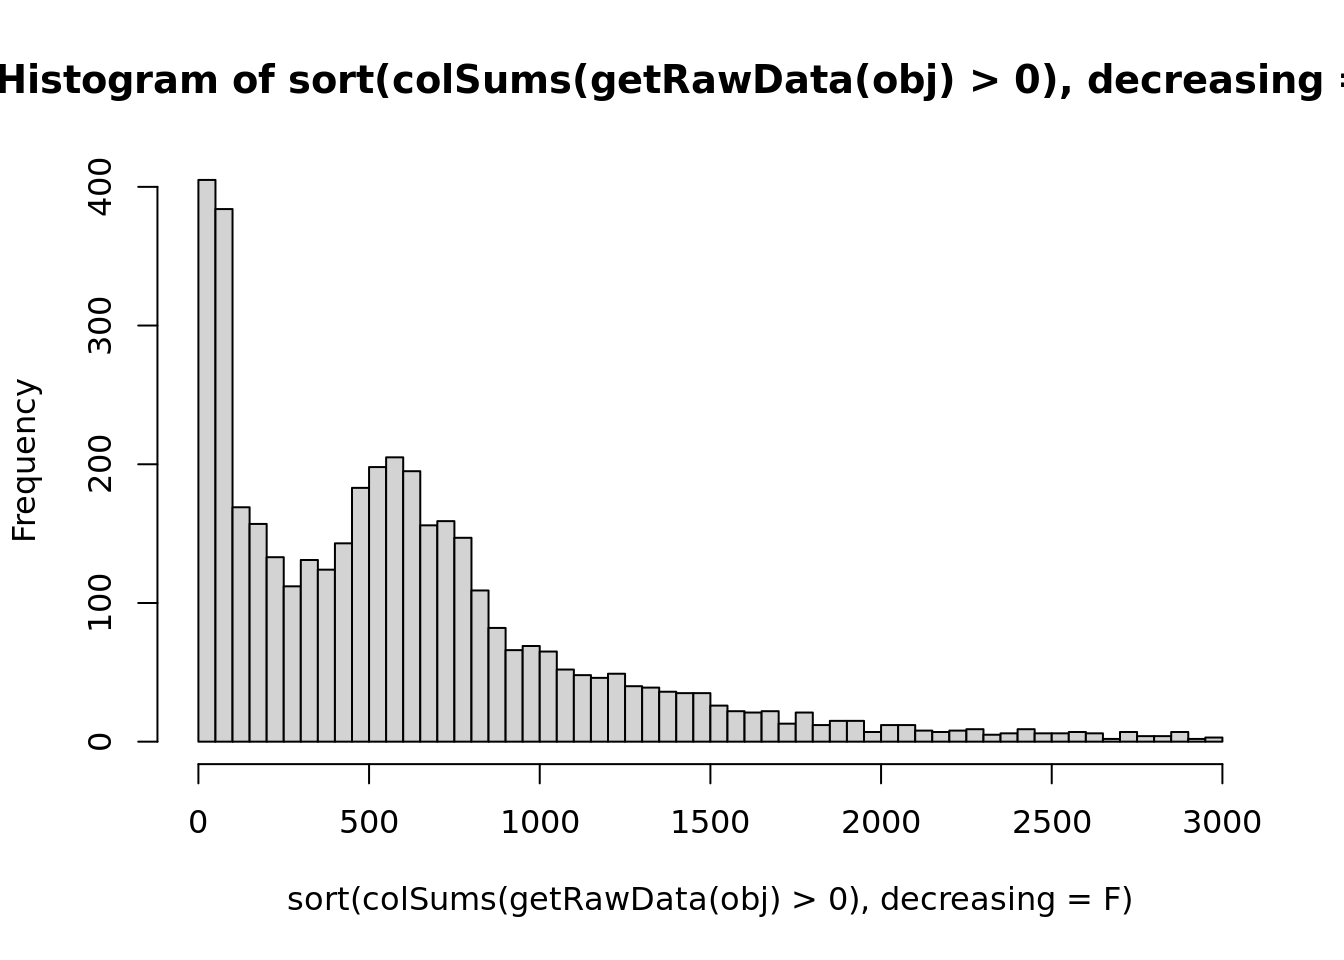 Histogram of sort(colSums(getRawData(obj) > 0), decreasing =
Frequency
400
300
200
100
0
0 500 1000 1500 2000 2500 3000
sort(colSums(getRawData(obj) > 0), decreasing = F)